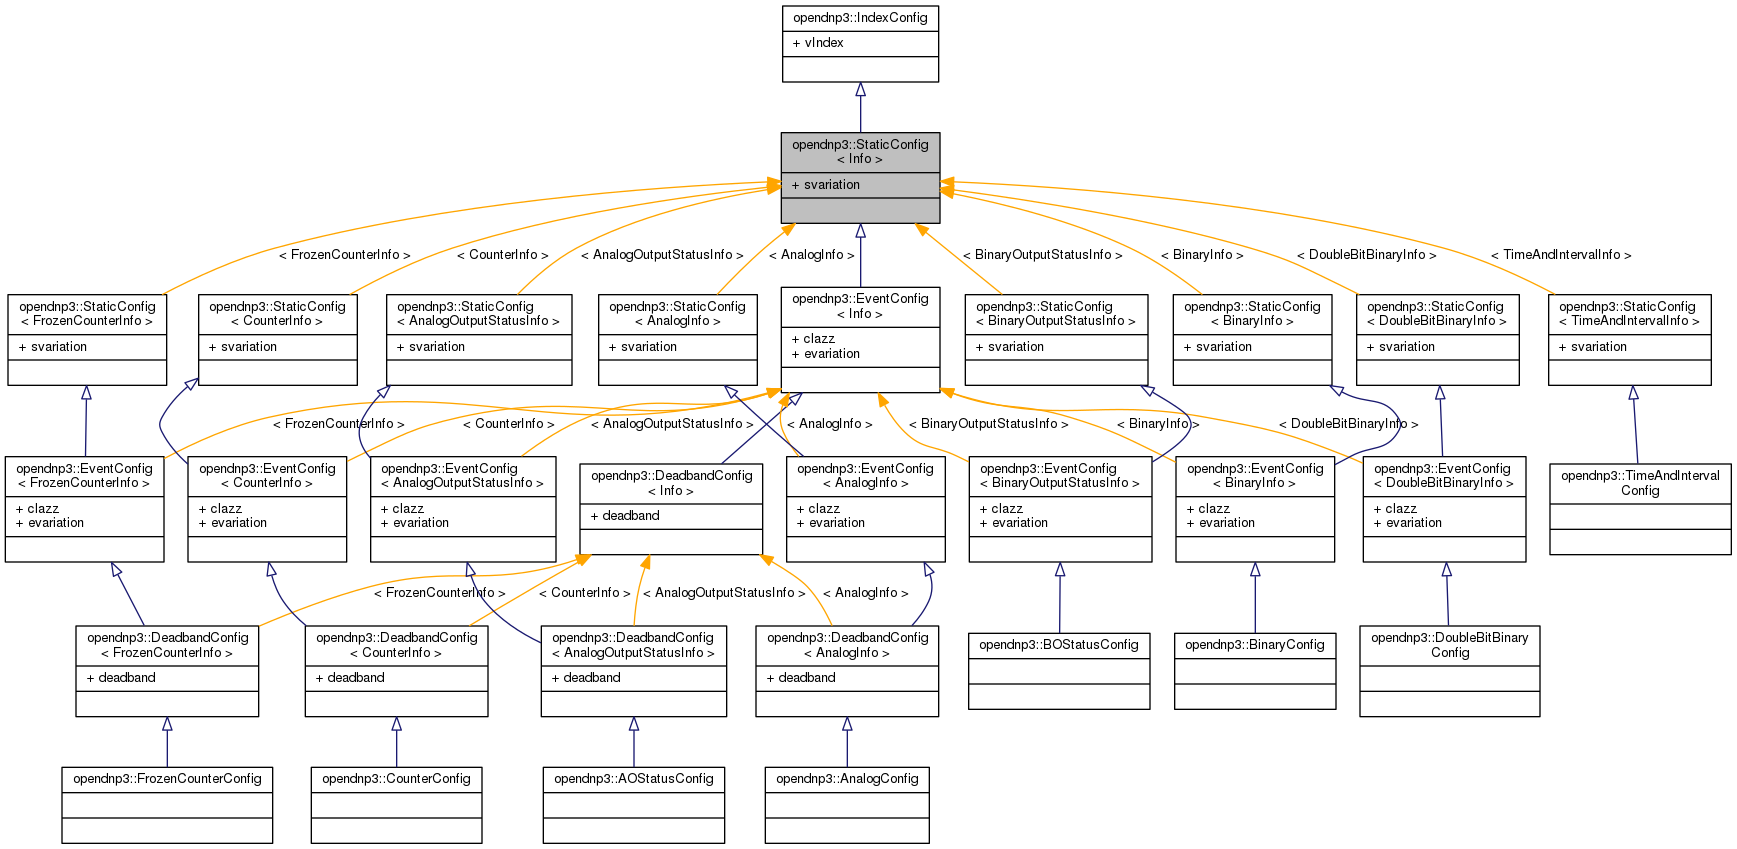 opendnp3::IndexConfig
+ vIndex
opendnp3::StaticConfig
< Info >
+ svariation
< FrozenCounterInfo >
< CounterInfo >
< AnalogOutputStatusInfo >
< AnalogInfo >
< BinaryOutputStatusInfo >
< BinaryInfo >
< DoubleBitBinaryInfo >
< TimeAndIntervalInfo >
opendnp3::StaticConfig
< FrozenCounterInfo >
+ svariation
opendnp3::StaticConfig
< CounterInfo >
+ svariation
opendnp3::StaticConfig
< AnalogOutputStatusInfo >
+ svariation
opendnp3::StaticConfig
< AnalogInfo >
+ svariation
opendnp3::EventConfig
< Info >
+ clazz
+ evariation
opendnp3::StaticConfig
< BinaryOutputStatusInfo >
+ svariation
opendnp3::StaticConfig
< BinaryInfo >
+ svariation
opendnp3::StaticConfig
< DoubleBitBinaryInfo >
+ svariation
opendnp3::StaticConfig
< TimeAndIntervalInfo >
+ svariation
< FrozenCounterInfo >
< CounterInfo >
< AnalogOutputStatusInfo >
< AnalogInfo >
< BinaryOutputStatusInfo >
< BinaryInfo >
< DoubleBitBinaryInfo >
opendnp3::EventConfig
< FrozenCounterInfo >
+ clazz
+ evariation
opendnp3::EventConfig
< CounterInfo >
+ clazz
+ evariation
opendnp3::EventConfig
< AnalogOutputStatusInfo >
+ clazz
+ evariation
opendnp3::DeadbandConfig
< Info >
+ deadband
opendnp3::EventConfig
< AnalogInfo >
+ clazz
+ evariation
opendnp3::EventConfig
< BinaryOutputStatusInfo >
+ clazz
+ evariation
opendnp3::EventConfig
< BinaryInfo >
+ clazz
+ evariation
opendnp3::EventConfig
< DoubleBitBinaryInfo >
+ clazz
+ evariation
opendnp3::TimeAndInterval
Config
< FrozenCounterInfo >
< CounterInfo >
< AnalogOutputStatusInfo >
< AnalogInfo >
opendnp3::DeadbandConfig
< FrozenCounterInfo >
+ deadband
opendnp3::DeadbandConfig
< CounterInfo >
+ deadband
opendnp3::DeadbandConfig
< AnalogOutputStatusInfo >
+ deadband
opendnp3::DeadbandConfig
< AnalogInfo >
+ deadband
opendnp3::BOStatusConfig
opendnp3::BinaryConfig
opendnp3::DoubleBitBinary
Config
opendnp3::FrozenCounterConfig
opendnp3::CounterConfig
opendnp3::AOStatusConfig
opendnp3::AnalogConfig